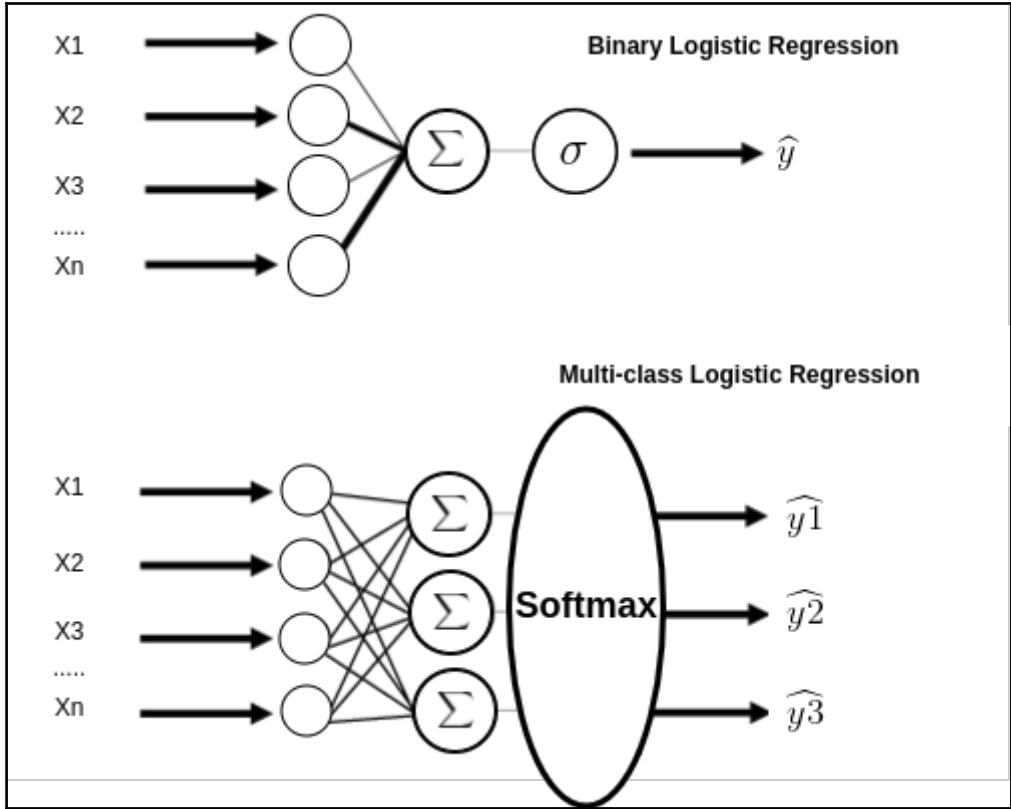 Binary Logistic Regression
X1
X2
X3
.....
Xn
Σ
σ
ŷ
Multi-class Logistic Regression
X1
X2
X3
.....
Xn
Σ
Σ
Σ
Softmax
ŷ1
ŷ2
ŷ3